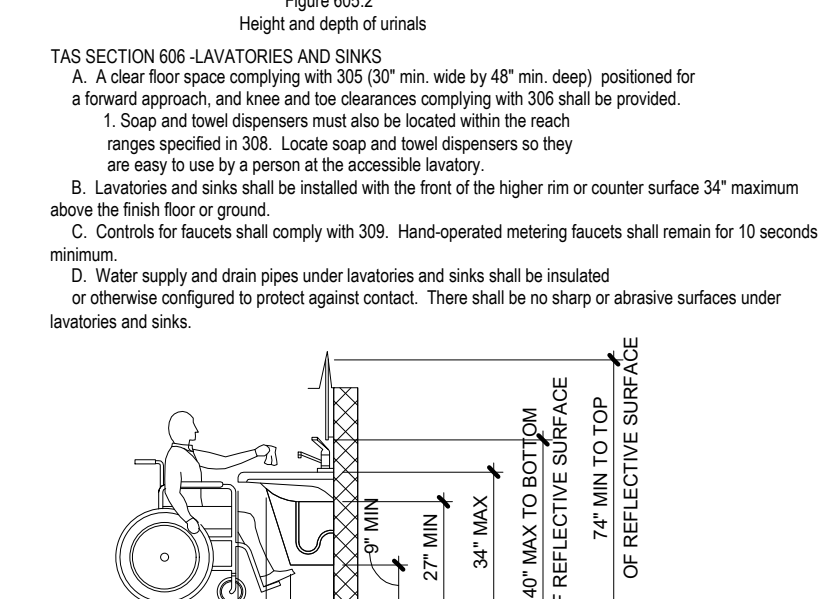 Figure 605.2
Height and depth of urinals
TAS SECTION 606 -LAVATORIES AND SINKS
A. A clear floor space complying with 305 (30" min. wide by 48" min. deep) positioned for
a forward approach, and knee and toe clearances complying with 306 shall be provided.
1. Soap and towel dispensers must also be located within the reach
ranges specified in 308. Locate soap and towel dispensers so they
are easy to use by a person at the accessible lavatory.
B. Lavatories and sinks shall be installed with the front of the higher rim or counter surface 34" maximum
above the finish floor or ground.
C. Controls for faucets shall comply with 309. Hand-operated metering faucets shall remain for 10 seconds
minimum.
D. Water supply and drain pipes under lavatories and sinks shall be insulated
or otherwise configured to protect against contact. There shall be no sharp or abrasive surfaces under
lavatories and sinks.
9" MIN
27" MIN
34" MAX
40" MAX TO BOTTOM
REFLECTIVE SURFACE
74" MIN TO TOP
OF REFLECTIVE SURFACE